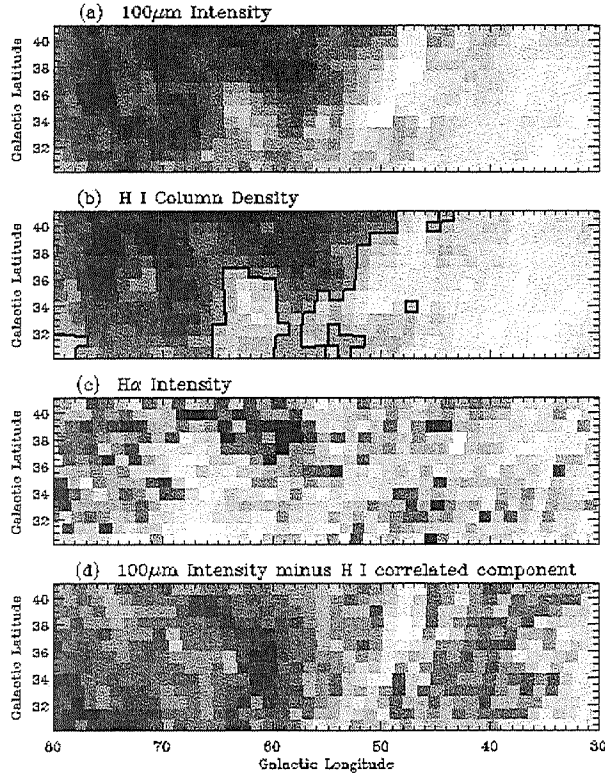 (a) 100μm Intensity
40
38
36
34
32
Galactic Latitude
(b) H I Column Density
40
38
36
34
32
Galactic Latitude
(c) Hα Intensity
40
38
36
34
32
Galactic Latitude
(d) 100μm Intensity minus H I correlated component
40
38
36
34
32
Galactic Latitude
80 70 60 50 40 30
Galactic Longitude